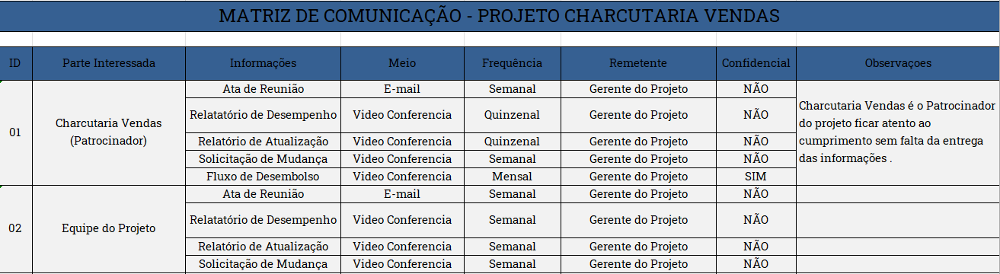 MATRIZ DE COMUNICAÇÃO - PROJETO CHARCUTARIA VENDAS
ID Parte Interessada Informações Meio Frequência Remetente Confidencial Observaçoes
01
Charcutaria Vendas
(Patrocinador)
Ata de Reunião E-mail Semanal Gerente do Projeto NÃO
Relatatório de Desempenho Video Conferencia Quinzenal Gerente do Projeto NÃO
Relatório de Atualização Video Conferencia Quinzenal Gerente do Projeto NÃO
Solicitação de Mudança Video Conferencia Semanal Gerente do Projeto NÃO
Fluxo de Desembolso Video Conferencia Mensal Gerente do Projeto SIM
Charcutaria Vendas é o Patrocinador
do projeto ficar atento ao
cumprimento sem falta da entrega
das informações .
02
Equipe do Projeto
Ata de Reunião E-mail Semanal Gerente do Projeto NÃO
Relatatório de Desempenho Video Conferencia Semanal Gerente do Projeto NÃO
Relatório de Atualização Video Conferencia Semanal Gerente do Projeto NÃO
Solicitação de Mudança Video Conferencia Semanal Gerente do Projeto NÃO